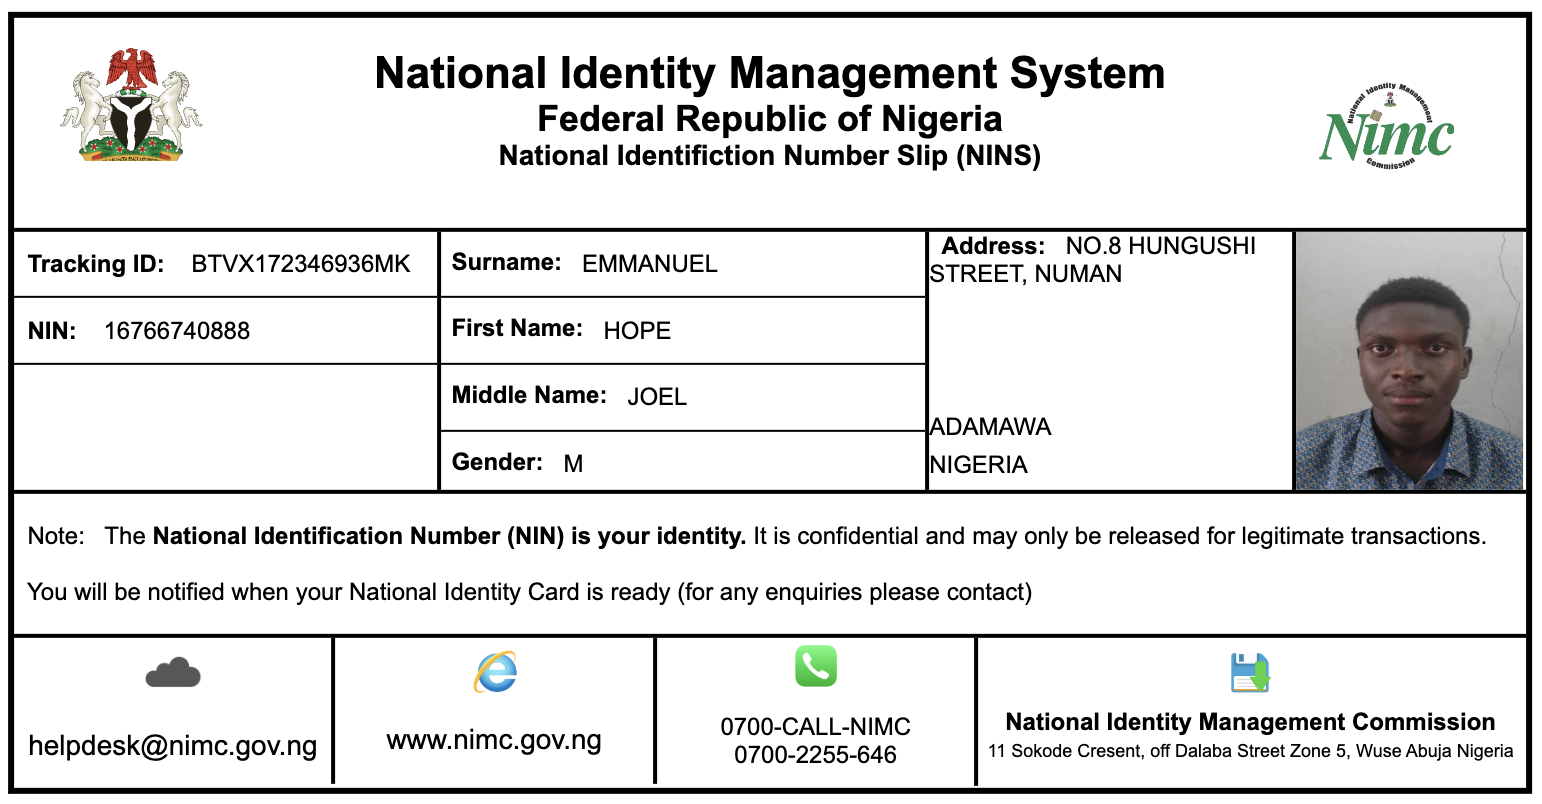 National Identity Management System
Federal Republic of Nigeria
National Identifiction Number Slip (NINS)
National Identity Management
Nimc
Commission
Tracking ID: BTVX172346936MK
Surname: EMMANUEL
Address: NO.8 HUNGUSHI
STREET, NUMAN
NIN: 16766740888
First Name: HOPE
Middle Name: JOEL
ADAMAWA
Gender: M
NIGERIA
Note: The National Identification Number (NIN) is your identity. It is confidential and may only be released for legitimate transactions.
You will be notified when your National Identity Card is ready (for any enquiries please contact)
helpdesk@nimc.gov.ng
www.nimc.gov.ng
0700-CALL-NIMC
0700-2255-646
National Identity Management Commission
11 Sokode Cresent, off Dalaba Street Zone 5, Wuse Abuja Nigeria